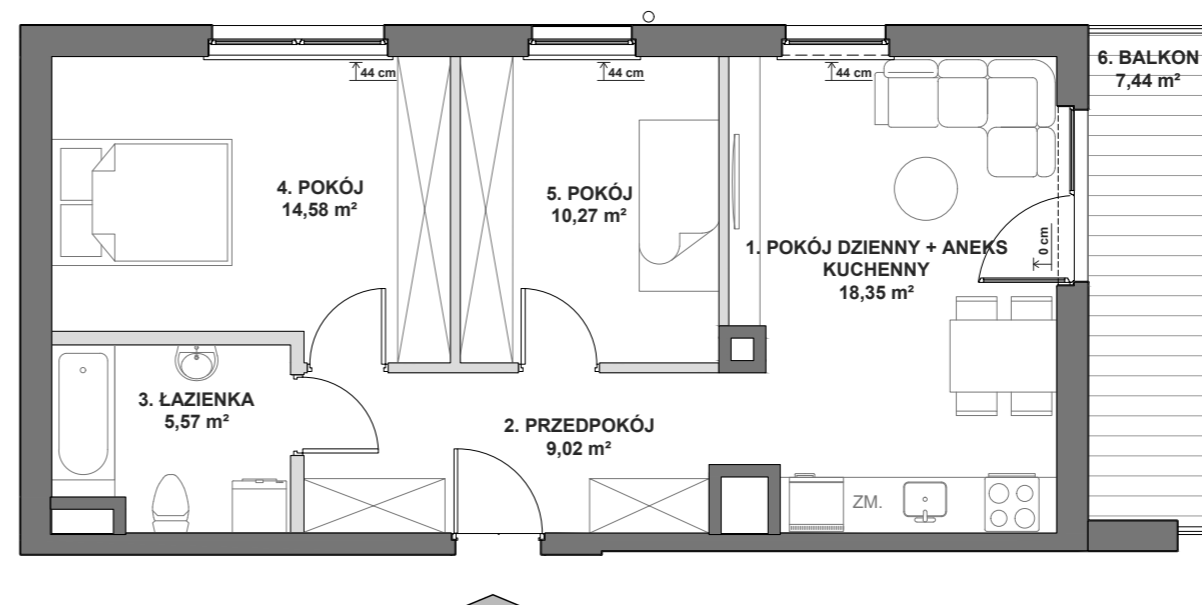 44 cm
44 cm
44 cm
6. BALKON
7,44 m²
4. POKÓJ
14,58 m²
5. POKÓJ
10,27 m²
1. POKÓJ DZIENNY + ANEKS
KUCHENNY
18,35 m²
0 cm
3. ŁAZIENKA
5,57 m²
2. PRZEDPOKÓJ
9,02 m²
ZM.